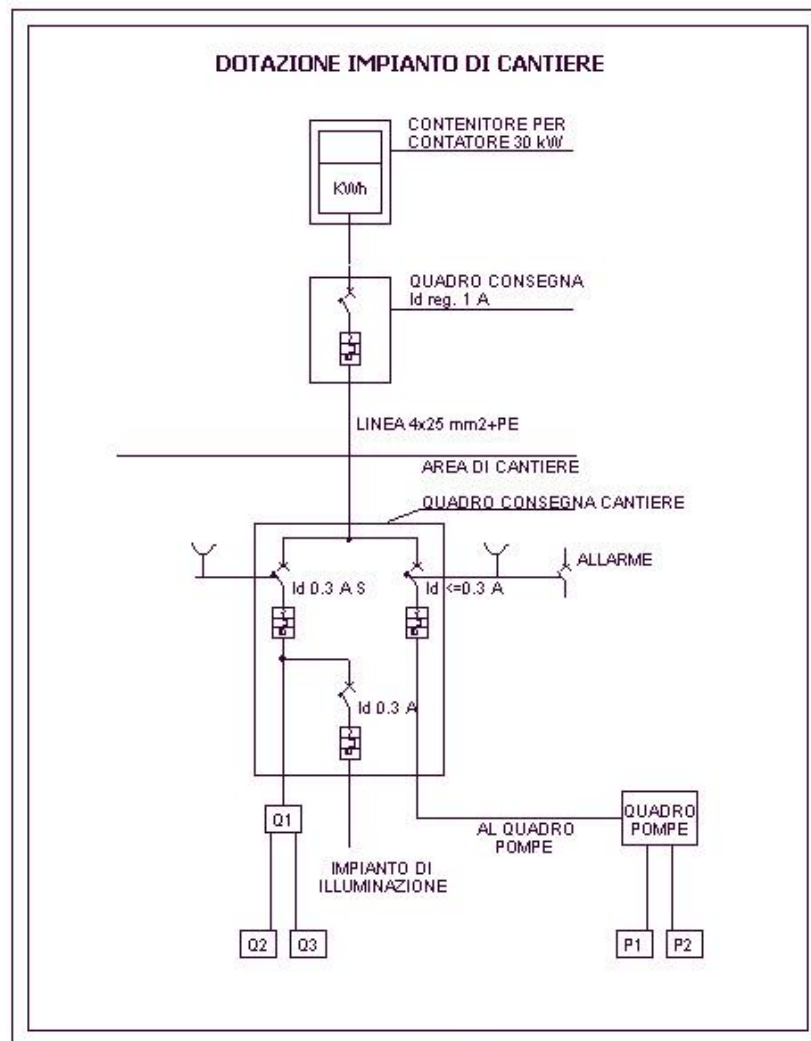 DOTAZIONE IMPIANTO DI CANTIERE
CONTENITORE PER
CONTATORE 30 kW
KWh
QUADRO CONSEGNA
Id reg. 1 A
LINEA 4x25 mm2+PE
AREA DI CANTIERE
QUADRO CONSEGNA CANTIERE
ALLARME
Id 0.3 A S
Id <=0.3 A
Id 0.3 A
Q1
QUADRO
POMPE
AL QUADRO
POMPE
IMPIANTO DI
ILLUMINAZIONE
Q2
Q3
P1
P2